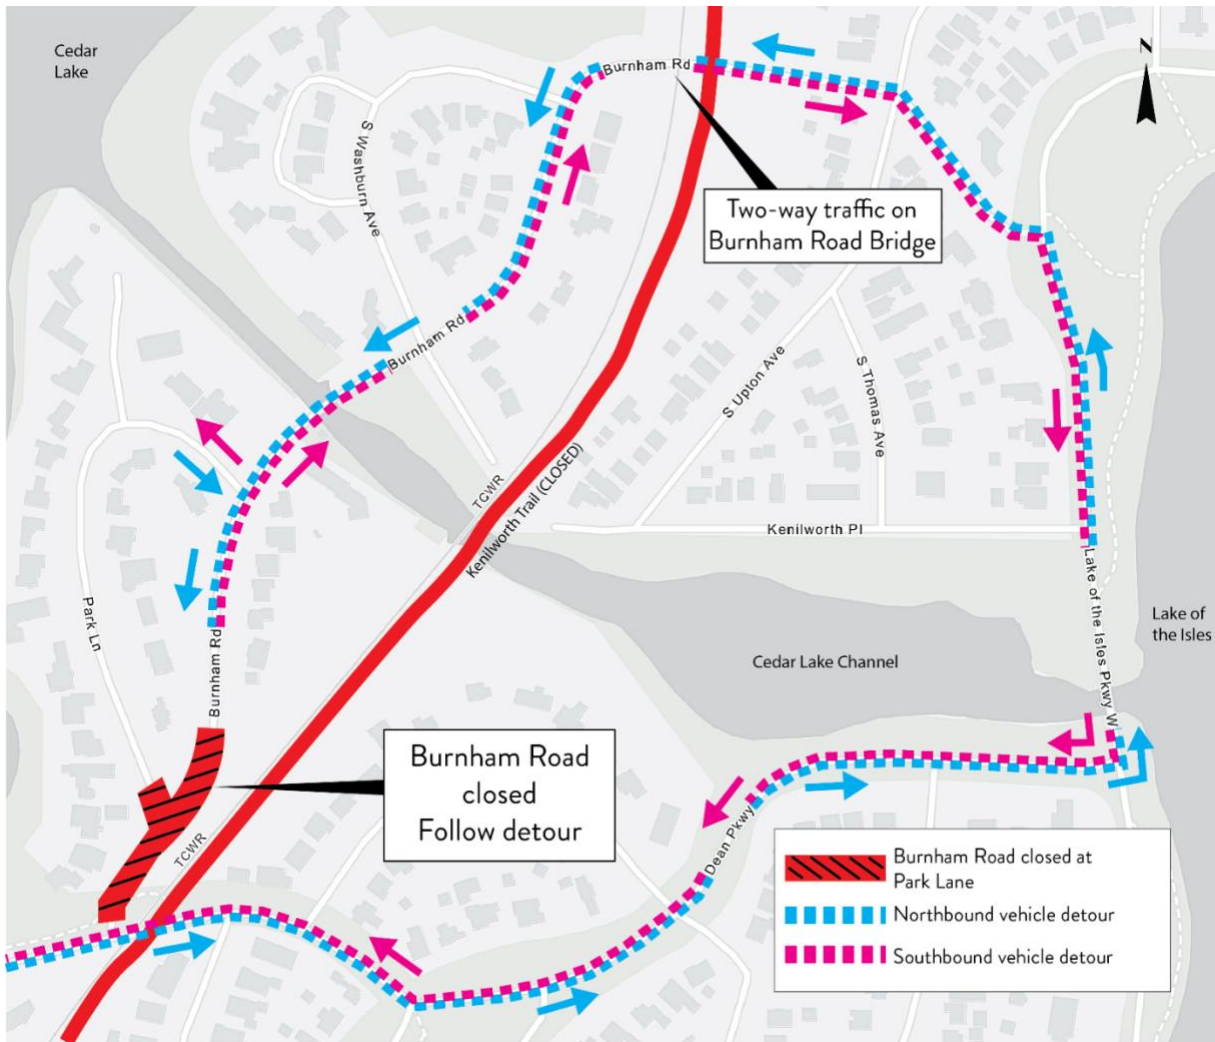 Cedar
Lake
Burnham Rd
N
S Washburn Ave
Two-way traffic on
Burnham Road Bridge
Burnham Rd
S Upton Ave
S Thomas Ave
TCWR
Kenilworth Trail (CLOSED)
Kenilworth Pl
Park Ln
Burnham Rd
Lake of the Isles Pkwy W
Lake of
the Isles
Cedar Lake Channel
Burnham Road
closed
Follow detour
TCWR
Dean Pkwy
Burnham Road closed at
Park Lane
Northbound vehicle detour
Southbound vehicle detour